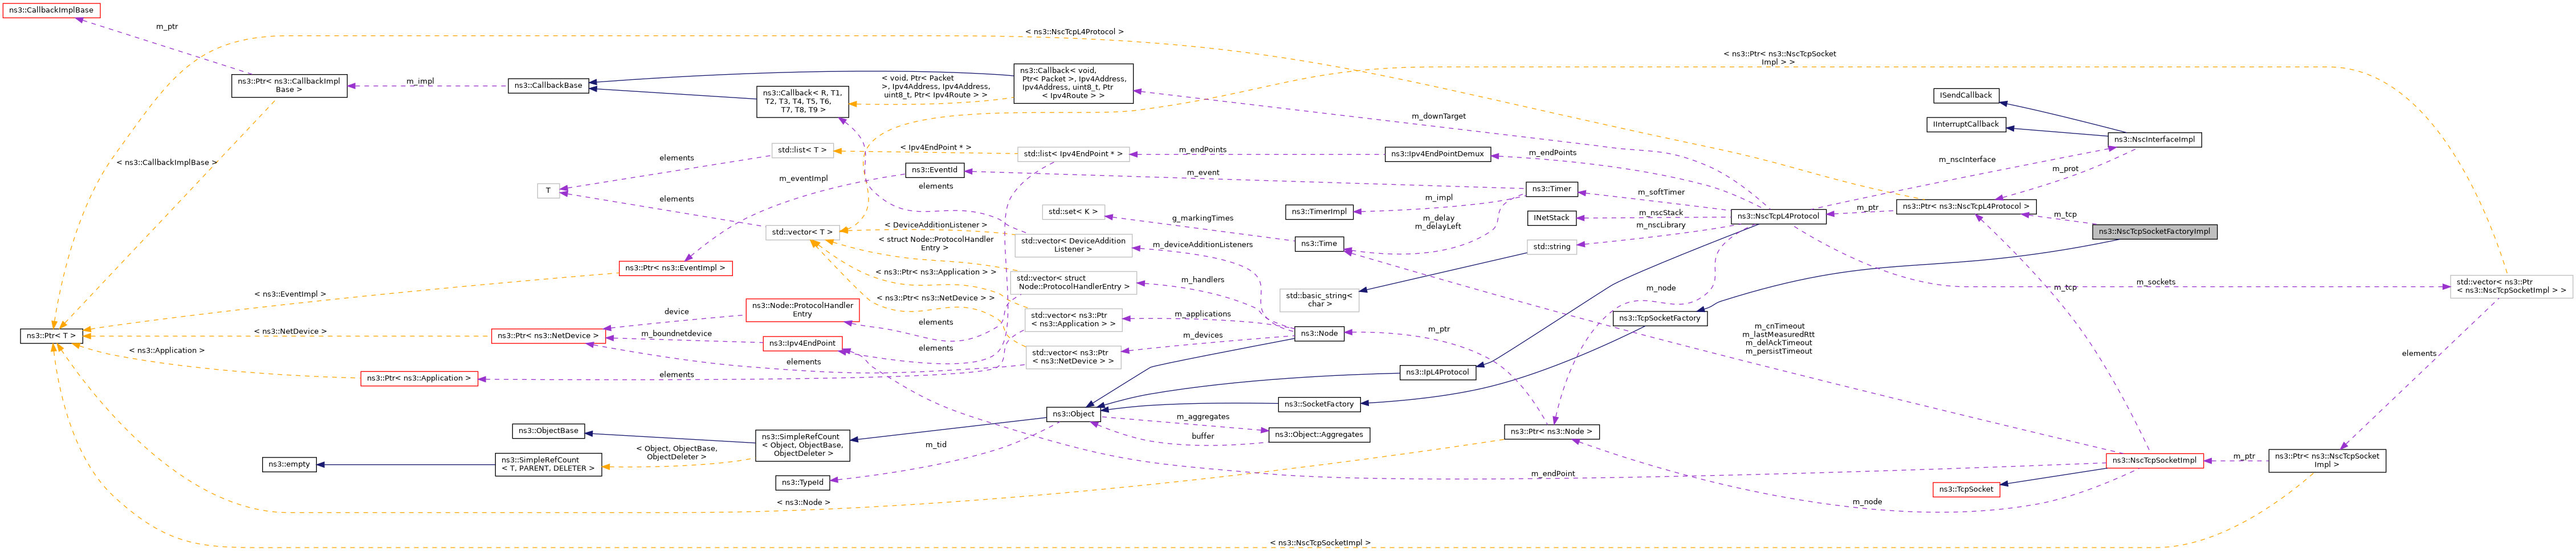 ns3::CallbackImplBase
m_ptr
< ns3::NscTcpL4Protocol >
< ns3::Ptr< ns3::NscTcpSocket
Impl > >
ns3::Ptr< ns3::CallbackImpl
Base >
m_impl
ns3::CallbackBase
ns3::Callback< R, T1,
T2, T3, T4, T5, T6,
T7, T8, T9 >
< void, Ptr< Packet
>, Ipv4Address, Ipv4Address,
uint8_t, Ptr< Ipv4Route > >
ns3::Callback< void,
Ptr< Packet >, Ipv4Address,
Ipv4Address, uint8_t, Ptr
< Ipv4Route > >
m_downTarget
ISendCallback
IInterruptCallback
ns3::NscInterfaceImpl
< ns3::CallbackImplBase >
elements
std::list< T >
< Ipv4EndPoint * >
std::list< Ipv4EndPoint * >
m_endPoints
ns3::Ipv4EndPointDemux
m_endPoints
m_nscInterface
m_prot
T
m_eventImpl
ns3::EventId
elements
m_event
ns3::Timer
m_softTimer
elements
std::vector< T >
std::set< K >
g_markingTimes
ns3::TimerImpl
m_impl
INetStack
m_nscStack
ns3::NscTcpL4Protocol
m_ptr
ns3::Ptr< ns3::NscTcpL4Protocol >
m_tcp
ns3::NscTcpSocketFactoryImpl
m_delay
m_delayLeft
m_nscLibrary
< DeviceAdditionListener >
< struct Node::ProtocolHandler
Entry >
std::vector< DeviceAddition
Listener >
m_deviceAdditionListeners
ns3::Time
std::string
ns3::Ptr< ns3::EventImpl >
< ns3::Ptr< ns3::Application > >
std::vector< struct
Node::ProtocolHandlerEntry >
m_handlers
std::basic_string<
char >
m_node
m_tcp
m_sockets
std::vector< ns3::Ptr
< ns3::NscTcpSocketImpl > >
< ns3::EventImpl >
ns3::Node::ProtocolHandler
Entry
< ns3::Ptr< ns3::NetDevice > >
device
elements
std::vector< ns3::Ptr
< ns3::Application > >
m_applications
ns3::TcpSocketFactory
ns3::Ptr< T >
< ns3::NetDevice >
ns3::Ptr< ns3::NetDevice >
m_boundnetdevice
ns3::Ipv4EndPoint
elements
m_devices
ns3::Node
m_ptr
m_cnTimeout
m_lastMeasuredRtt
m_delAckTimeout
m_persistTimeout
< ns3::Application >
elements
std::vector< ns3::Ptr
< ns3::NetDevice > >
elements
ns3::Ptr< ns3::Application >
elements
ns3::IpL4Protocol
ns3::SocketFactory
ns3::Object
m_aggregates
buffer
ns3::Object::Aggregates
ns3::Ptr< ns3::Node >
ns3::ObjectBase
ns3::SimpleRefCount
< Object, ObjectBase,
ObjectDeleter >
< Object, ObjectBase,
ObjectDeleter >
m_tid
ns3::empty
ns3::SimpleRefCount
< T, PARENT, DELETER >
ns3::TypeId
m_endPoint
ns3::NscTcpSocketImpl
m_ptr
ns3::Ptr< ns3::NscTcpSocket
Impl >
ns3::TcpSocket
m_node
< ns3::Node >
< ns3::NscTcpSocketImpl >